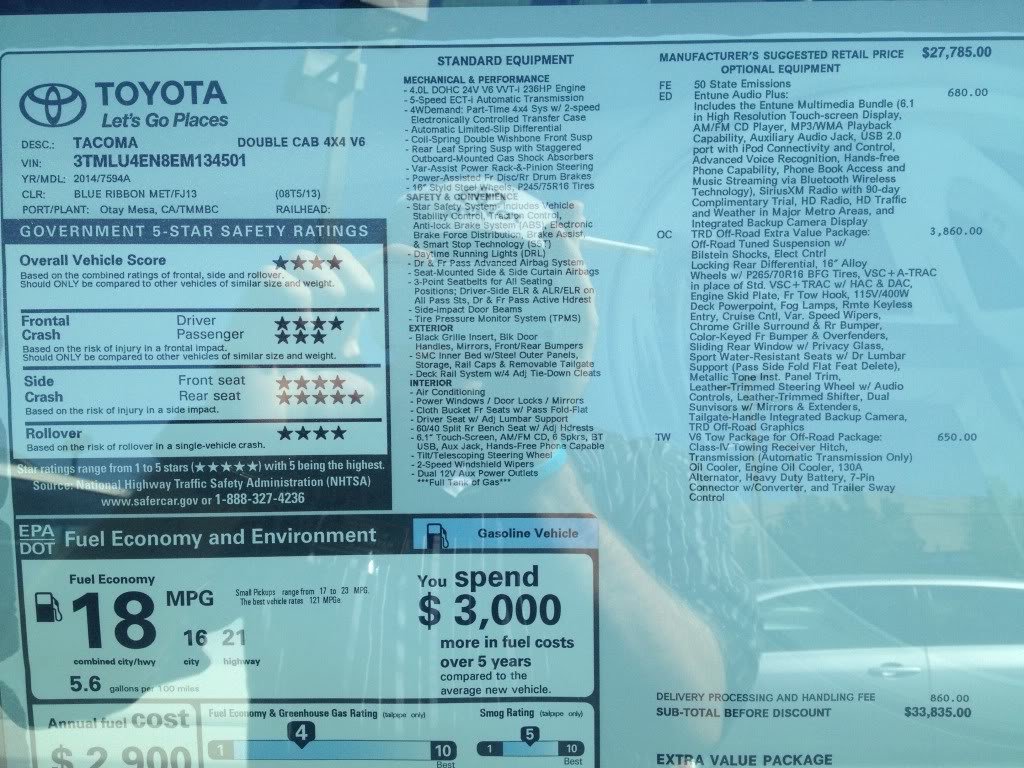 TOYOTA
Let's Go Places
DESC.: TACOMA DOUBLE CAB 4X4 V6
VIN: 3TMLU4EN8EM134501
YR/MDL: 2014/7594A
CLR: BLUE RIBBON MET/FJ13 (08T5/13)
PORT/PLANT: Otay Mesa, CA/TMMBC RAILHEAD:
GOVERNMENT 5-STAR SAFETY RATINGS
Overall Vehicle Score ★★★★
Based on the combined ratings of frontal, side and rollover.
Should ONLY be compared to other vehicles of similar size and weight.
Frontal Driver ★★★★
Crash Passenger ★★★
Based on the risk of injury in a frontal impact.
Should ONLY be compared to other vehicles of similar size and weight.
Side Front seat ★★★★
Crash Rear seat ★★★★★
Based on the risk of injury in a side impact.
Rollover ★★★★
Based on the risk of rollover in a single-vehicle crash.
Star ratings range from 1 to 5 stars (★★★★★) with 5 being the highest.
Source: National Highway Traffic Safety Administration (NHTSA)
www.safercar.gov or 1-888-327-4236
EPA
DOT Fuel Economy and Environment
Gasoline Vehicle
Fuel Economy
18 MPG
Small Pickups range from 17 to 23 MPG.
The best vehicle rates 121 MPGe.
16 21
combined city/hwy city highway
5.6 gallons per 100 miles
You spend
$3,000
more in fuel costs
over 5 years
compared to the
average new vehicle.
Annual fuel cost
$2,900
Fuel Economy & Greenhouse Gas Rating (tailpipe only)
4
1 10
Best
Smog Rating (tailpipe only)
5
1 10
Best
STANDARD EQUIPMENT
MECHANICAL & PERFORMANCE
- 4.0L DOHC 24V V6 VVT-i 236HP Engine
- 5-Speed ECT-i Automatic Transmission
- 4WDemand: Part-Time 4x4 Sys w/ 2-speed
Electronically Controlled Transfer Case
- Automatic Limited-Slip Differential
- Coil-Spring Double Wishbone Front Susp
- Rear Leaf Spring Susp with Staggered
Outboard-Mounted Gas Shock Absorbers
- Var-Assist Power Rack-&-Pinion Steering
- Power-Assisted Fr Disc/Rr Drum Brakes
- 16" Styld Steel Wheels, P245/75R16 Tires
SAFETY & CONVENIENCE
- Star Safety System- Includes Vehicle
Stability Control, Traction Control,
Anti-lock Brake System (ABS), Electronic
Brake Force Distribution, Brake Assist
& Smart Stop Technology (SST)
- Daytime Running Lights (DRL)
- Dr & Fr Pass Advanced Airbag System
- Seat-Mounted Side & Side Curtain Airbags
- 3-Point Seatbelts for All Seating
Positions; Driver-Side ELR & ALR/ELR on
All Pass Sts, Dr & Fr Pass Active Hdrest
- Side-Impact Door Beams
- Tire Pressure Monitor System (TPMS)
EXTERIOR
- Black Grille Insert, Blk Door
Handles, Mirrors, Front/Rear Bumpers
- SMC Inner Bed w/Steel Outer Panels,
Storage, Rail Caps & Removable Tailgate
- Deck Rail System w/4 Adj Tie-Down Cleats
INTERIOR
- Air Conditioning
- Power Windows / Door Locks / Mirrors
- Cloth Bucket Fr Seats w/ Pass Fold-Flat
- Driver Seat w/ Adj Lumbar Support
- 60/40 Split Rr Bench Seat w/ Adj Hdrests
- 6.1" Touch-Screen, AM/FM CD, 6 Spkrs, BT
USB, Aux Jack, Hands-Free Phone Capable
- Tilt/Telescoping Steering Wheel
- 2-Speed Windshield Wipers
- Dual 12V Aux Power Outlets
***Full Tank of Gas***
MANUFACTURER'S SUGGESTED RETAIL PRICE $27,785.00
OPTIONAL EQUIPMENT
FE 50 State Emissions
ED Entune Audio Plus: 680.00
Includes the Entune Multimedia Bundle (6.1
in High Resolution Touch-screen Display,
AM/FM CD Player, MP3/WMA Playback
Capability, Auxiliary Audio Jack, USB 2.0
port with iPod Connectivity and Control,
Advanced Voice Recognition, Hands-free
Phone Capability, Phone Book Access and
Music Streaming via Bluetooth Wireless
Technology), SiriusXM Radio with 90-day
Complimentary Trial, HD Radio, HD Traffic
and Weather in Major Metro Areas, and
Integrated Backup Camera Display
OC TRD Off-Road Extra Value Package: 3,860.00
Off-Road Tuned Suspension w/
Bilstein Shocks, Elect Cntrl
Locking Rear Differential, 16" Alloy
Wheels w/ P265/70R16 BFG Tires, VSC+A-TRAC
in place of Std. VSC+TRAC w/ HAC & DAC,
Engine Skid Plate, Fr Tow Hook, 115V/400W
Deck Powerpoint, Fog Lamps, Rmte Keyless
Entry, Cruise Cntl, Var. Speed Wipers,
Chrome Grille Surround & Rr Bumper,
Color-Keyed Fr Bumper & Overfenders,
Sliding Rear Window w/ Privacy Glass,
Sport Water-Resistant Seats w/ Dr Lumbar
Support (Pass Side Fold Flat Feat Delete),
Metallic Tone Inst. Panel Trim,
Leather-Trimmed Steering Wheel w/ Audio
Controls, Leather-Trimmed Shifter, Dual
Sunvisors w/ Mirrors & Extenders,
Tailgate-Handle Integrated Backup Camera,
TRD Off-Road Graphics
TW V6 Tow Package for Off-Road Package: 650.00
Class-IV Towing Receiver Hitch,
Transmission (Automatic Transmission Only)
Oil Cooler, Engine Oil Cooler, 130A
Alternator, Heavy Duty Battery, 7-Pin
Connector w/Converter, and Trailer Sway
Control
DELIVERY PROCESSING AND HANDLING FEE 860.00
SUB-TOTAL BEFORE DISCOUNT $33,835.00
EXTRA VALUE PACKAGE